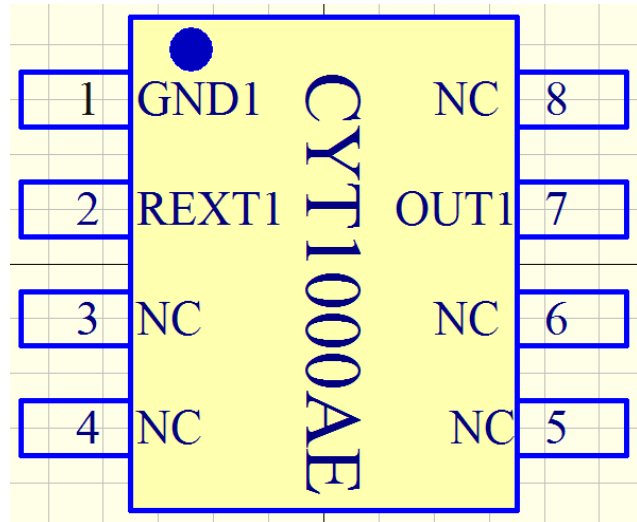 1 GND1 NC 8
2 REXT1 OUT1 7
3 NC NC 6
4 NC NC 5
CYT1000AE